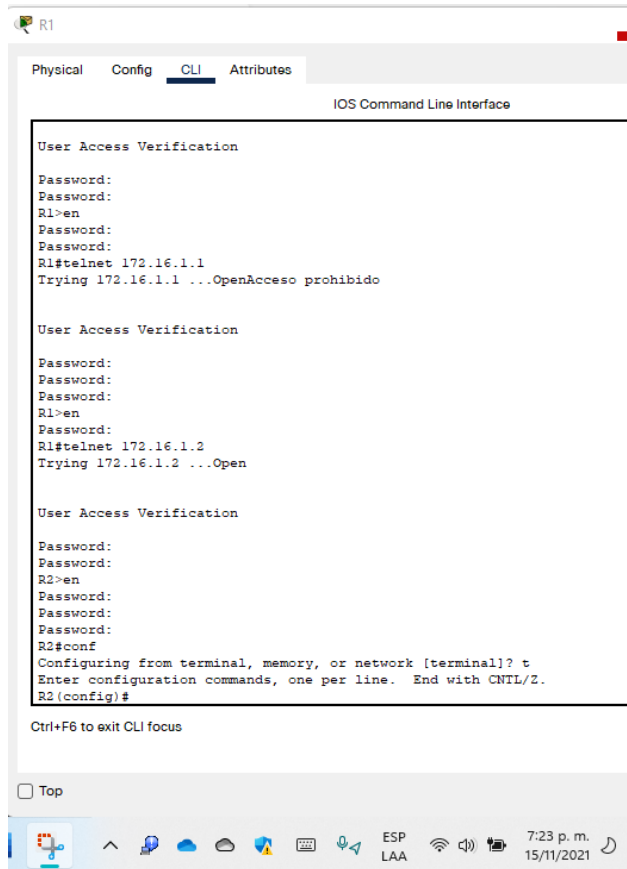 R1
Physical Config CLI Attributes
IOS Command Line Interface
User Access Verification
Password:
Password:
R1>en
Password:
Password:
R1#telnet 172.16.1.1
Trying 172.16.1.1 ...OpenAcceso prohibido
User Access Verification
Password:
Password:
Password:
R1>en
Password:
R1#telnet 172.16.1.2
Trying 172.16.1.2 ...Open
User Access Verification
Password:
Password:
R2>en
Password:
Password:
Password:
R2#conf
Configuring from terminal, memory, or network [terminal]? t
Enter configuration commands, one per line.  End with CNTL/Z.
R2(config)#
Ctrl+F6 to exit CLI focus
Top
ESP
LAA
7:23 p. m.
15/11/2021